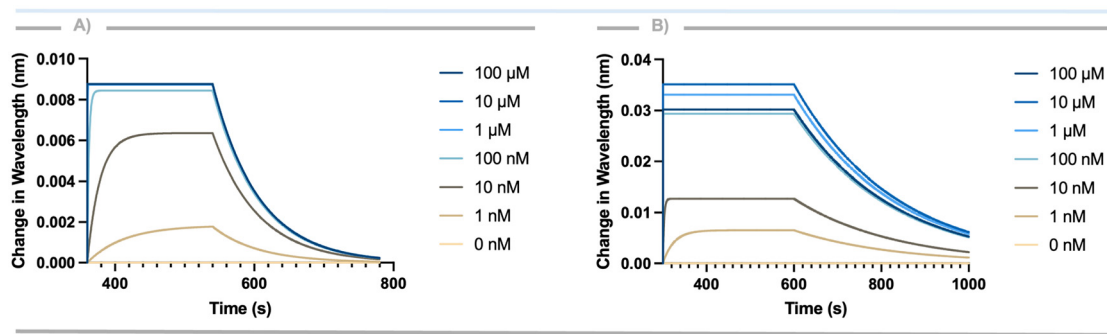 A)
Change in Wavelength (nm)
0.010
0.008
0.006
0.004
0.002
0.000
400
600
800
Time (s)
100 µM
10 µM
1 µM
100 nM
10 nM
1 nM
0 nM
B)
Change in Wavelength (nm)
0.04
0.03
0.02
0.01
0.00
400
600
800
1000
Time (s)
100 µM
10 µM
1 µM
100 nM
10 nM
1 nM
0 nM